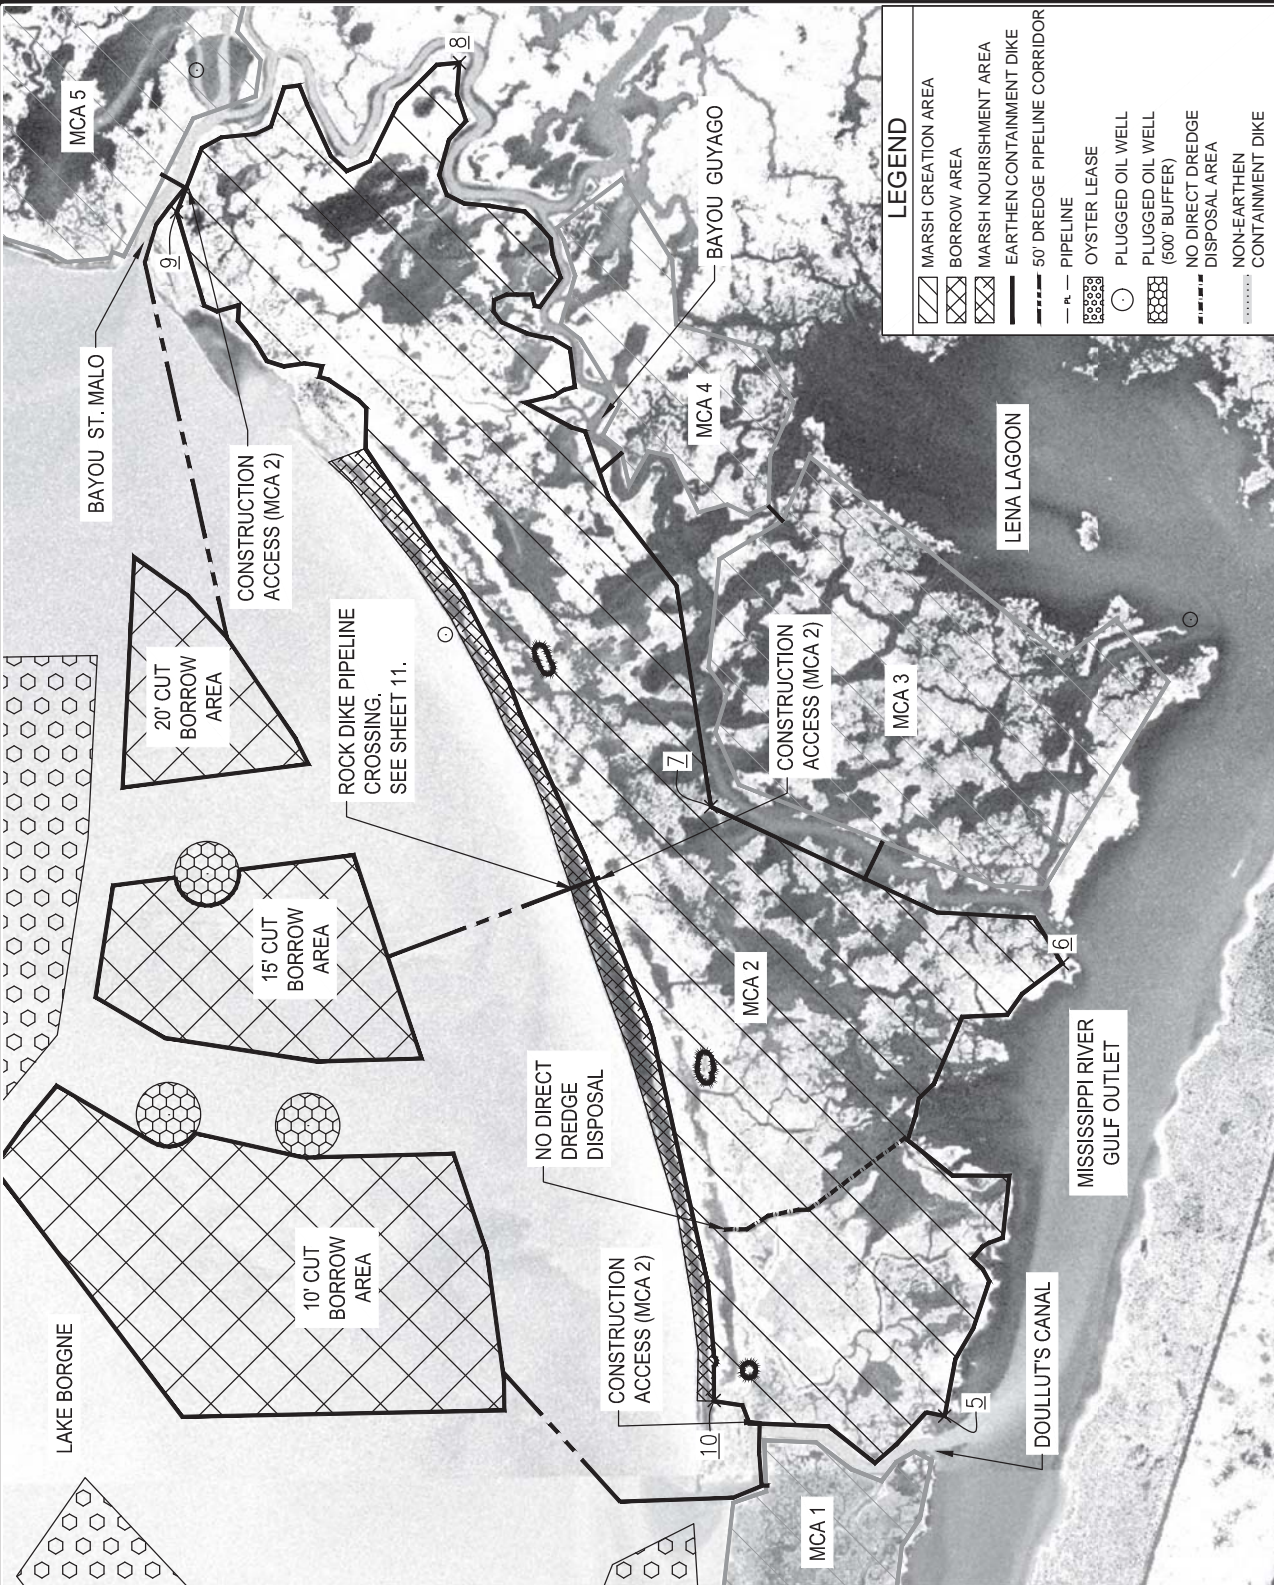 LAKE BORGNE
10' CUT
BORROW
AREA
15' CUT
BORROW
AREA
20' CUT
BORROW
AREA
BAYOU ST. MALO
MCA 5
9
8
CONSTRUCTION
ACCESS (MCA 2)
ROCK DIKE PIPELINE
CROSSING.
SEE SHEET 11.
NO DIRECT
DREDGE
DISPOSAL
CONSTRUCTION
ACCESS (MCA 2)
10
MCA 1
MCA 2
7
CONSTRUCTION
ACCESS (MCA 2)
MCA 3
MCA 4
BAYOU GUYAGO
LENA LAGOON
6
5
DOULLUT'S CANAL
MISSISSIPPI RIVER
GULF OUTLET
LEGEND
MARSH CREATION AREA
BORROW AREA
MARSH NOURISHMENT AREA
EARTHEN CONTAINMENT DIKE
50' DREDGE PIPELINE CORRIDOR
PL PIPELINE
OYSTER LEASE
PLUGGED OIL WELL
PLUGGED OIL WELL
(500' BUFFER)
NO DIRECT DREDGE
DISPOSAL AREA
NON-EARTHEN
CONTAINMENT DIKE